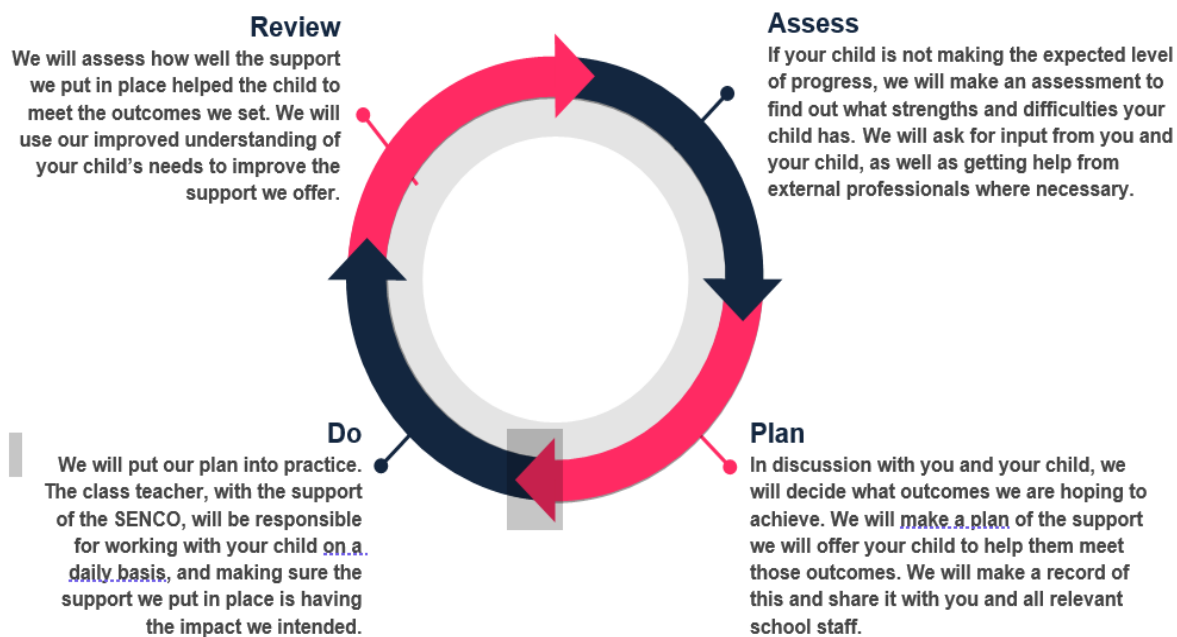 Review
We will assess how well the support
we put in place helped the child to
meet the outcomes we set. We will
use our improved understanding of
your child’s needs to improve the
support we offer.
Assess
If your child is not making the expected level
of progress, we will make an assessment to
find out what strengths and difficulties your
child has. We will ask for input from you and
your child, as well as getting help from
external professionals where necessary.
Do
We will put our plan into practice.
The class teacher, with the support
of the SENCO, will be responsible
for working with your child on a
daily basis, and making sure the
support we put in place is having
the impact we intended.
Plan
In discussion with you and your child, we
will decide what outcomes we are hoping to
achieve. We will make a plan of the support
we will offer your child to help them meet
those outcomes. We will make a record of
this and share it with you and all relevant
school staff.